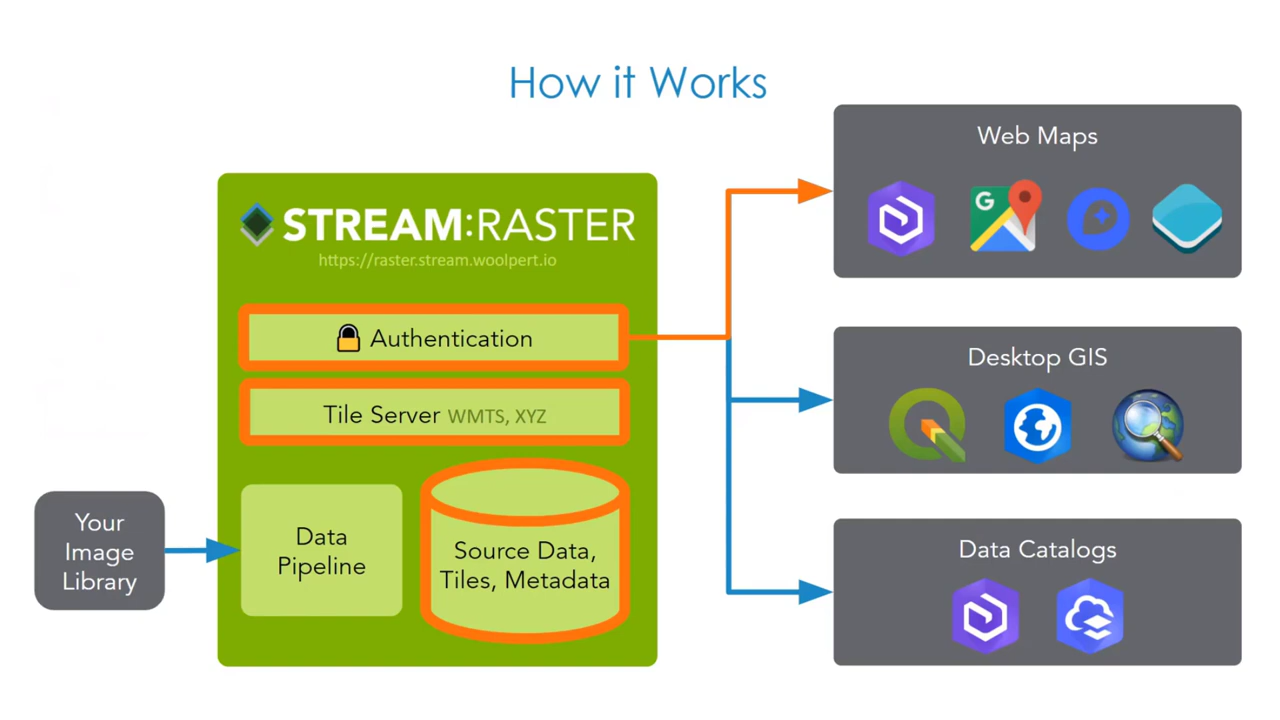 How it Works
STREAM:RASTER
https://raster.stream.woolpert.io
Authentication
Tile Server WMTS, XYZ
Your
Image
Library
Data
Pipeline
Source Data,
Tiles, Metadata
Web Maps
G
Desktop GIS
Data Catalogs